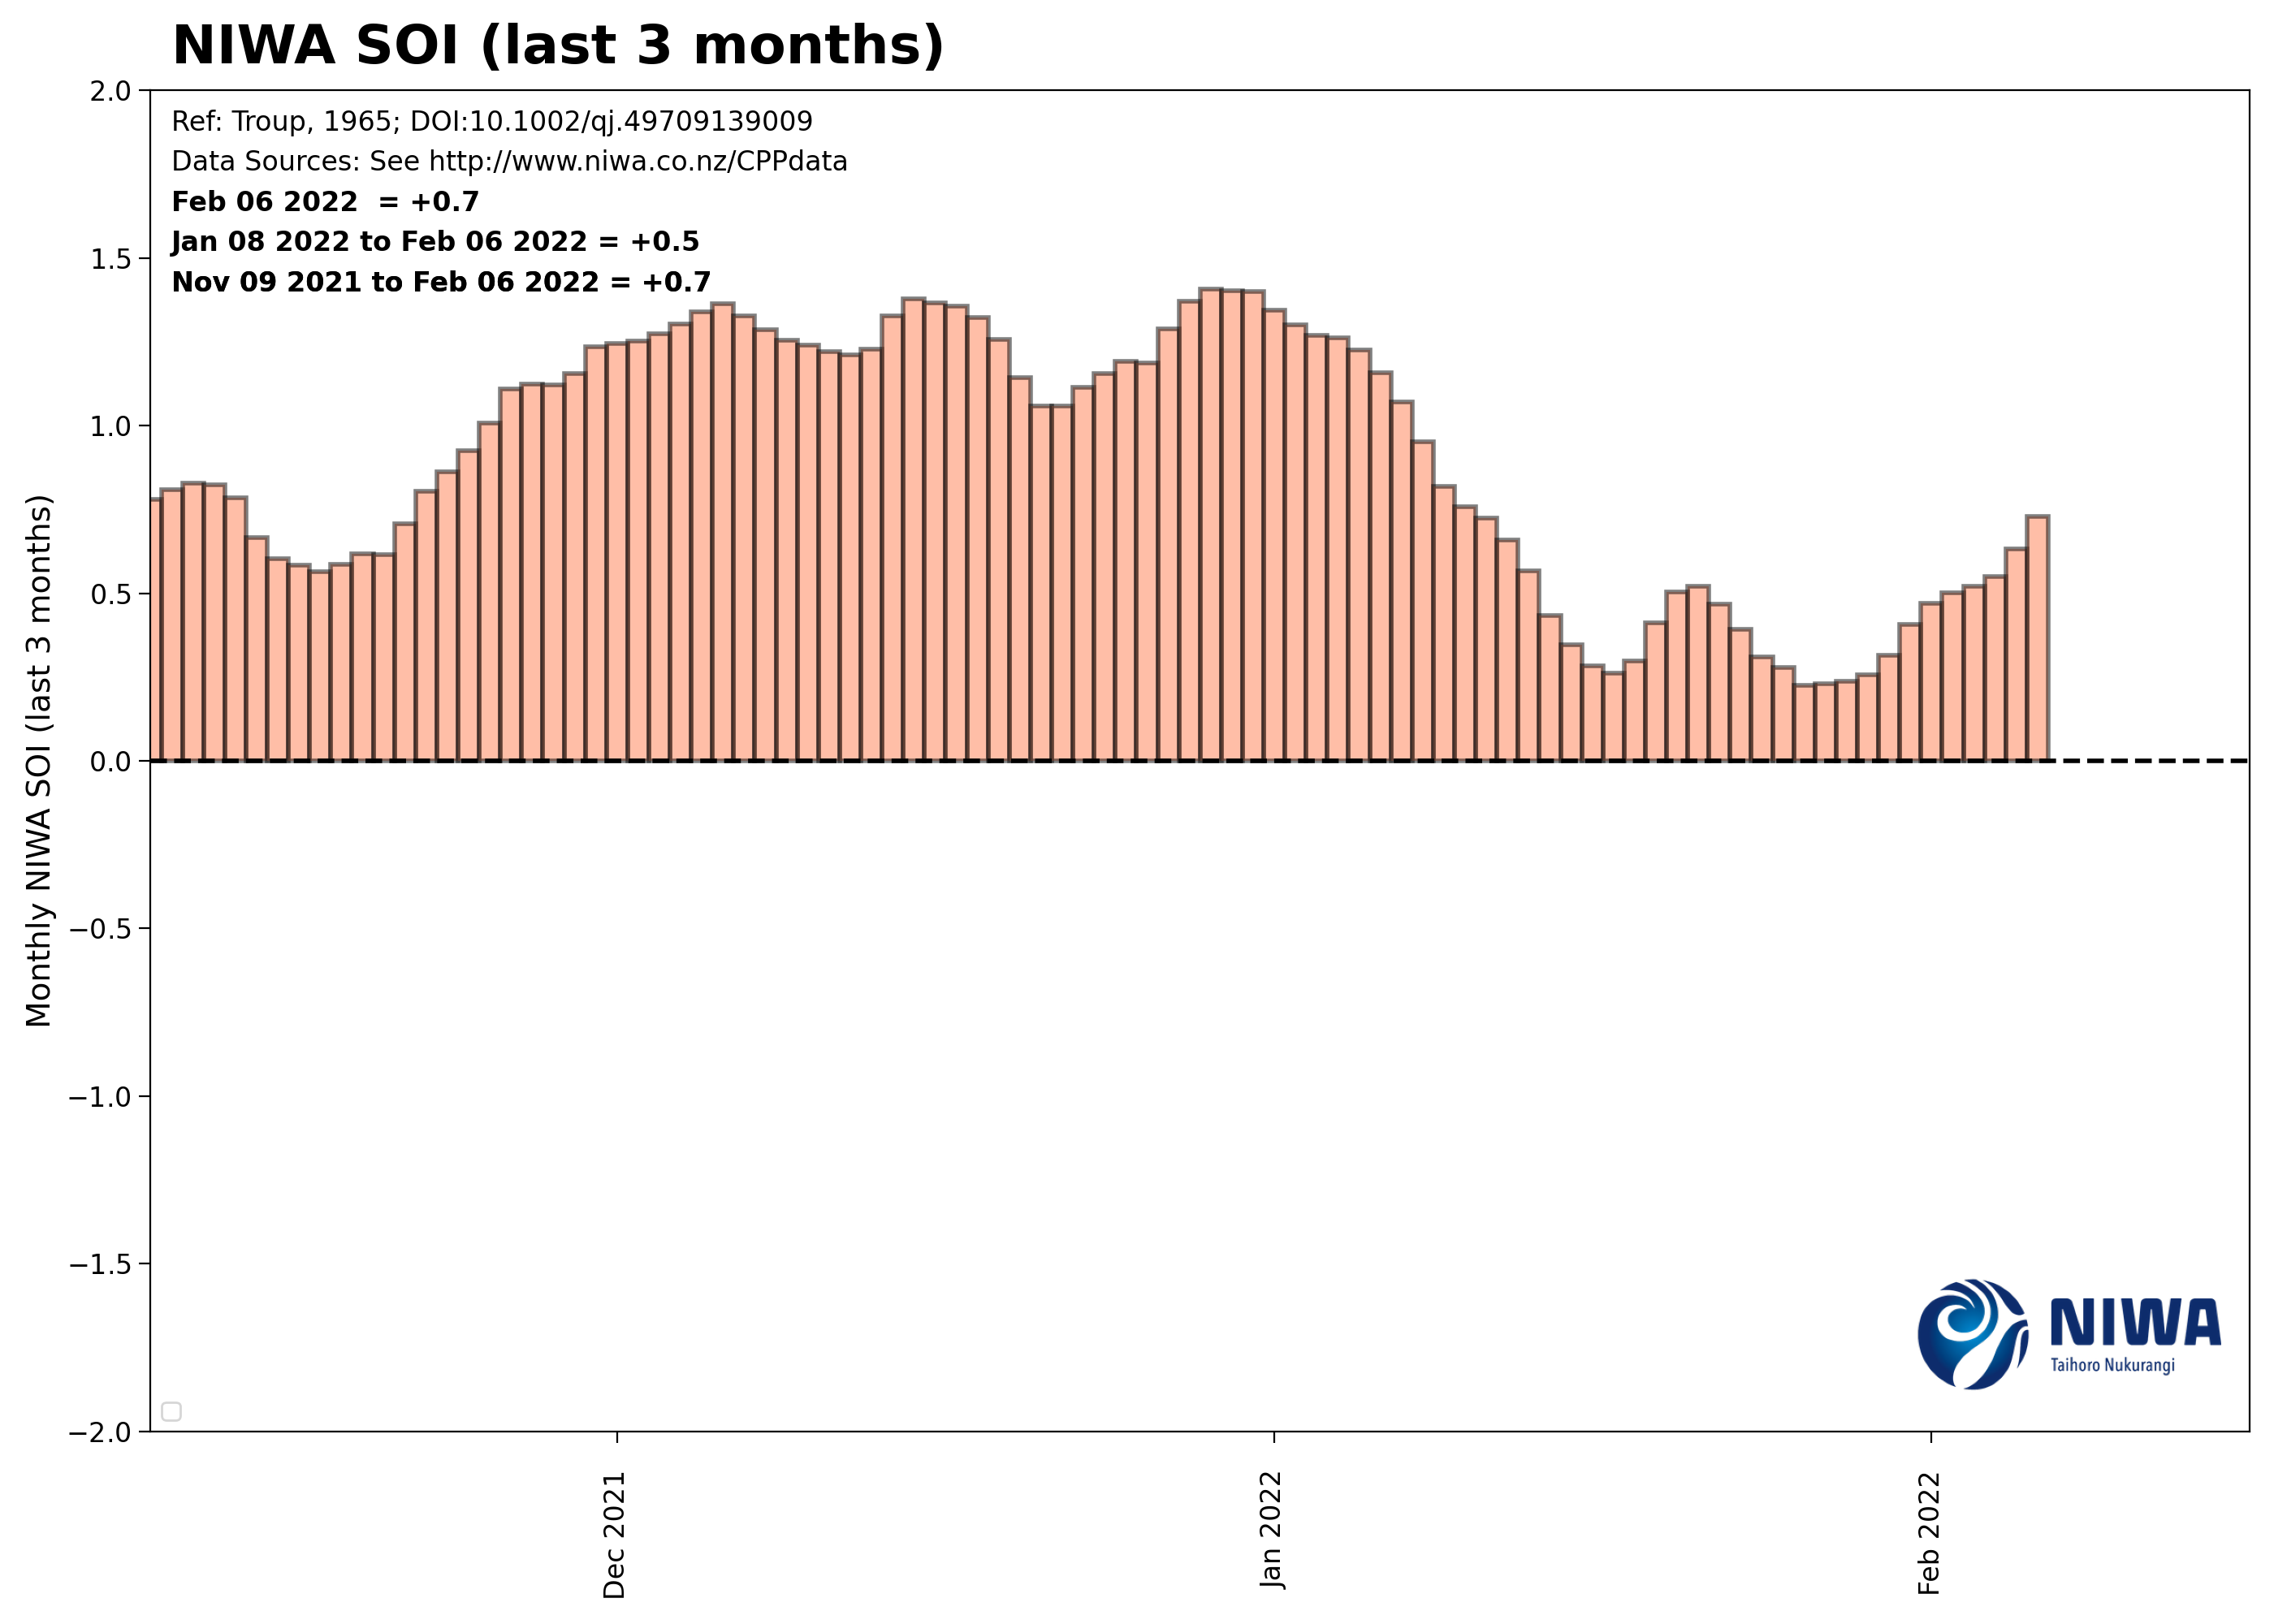 NIWA SOI (last 3 months)
Ref: Troup, 1965; DOI:10.1002/qj.49709139009
Data Sources: See http://www.niwa.co.nz/CPPdata
Feb 06 2022  = +0.7
Jan 08 2022 to Feb 06 2022 = +0.5
Nov 09 2021 to Feb 06 2022 = +0.7
Monthly NIWA SOI (last 3 months)
2.0
1.5
1.0
0.5
0.0
−0.5
−1.0
−1.5
−2.0
NIWA
Taihoro Nukurangi
Dec 2021
Jan 2022
Feb 2022